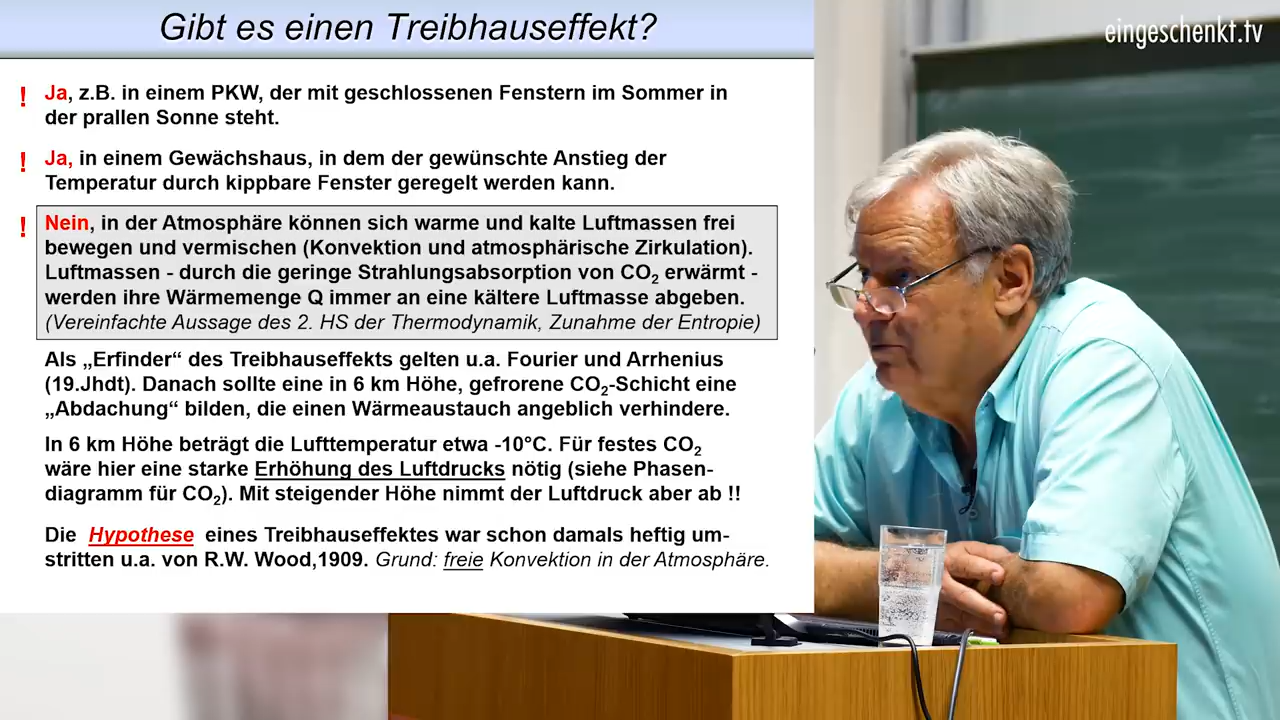 Gibt es einen Treibhauseffekt?
eingeschenkt.tv
! Ja, z.B. in einem PKW, der mit geschlossenen Fenstern im Sommer in
der prallen Sonne steht.
! Ja, in einem Gewächshaus, in dem der gewünschte Anstieg der
Temperatur durch kippbare Fenster geregelt werden kann.
! Nein, in der Atmosphäre können sich warme und kalte Luftmassen frei
bewegen und vermischen (Konvektion und atmosphärische Zirkulation).
Luftmassen - durch die geringe Strahlungsabsorption von CO₂ erwärmt -
werden ihre Wärmemenge Q immer an eine kältere Luftmasse abgeben.
(Vereinfachte Aussage des 2. HS der Thermodynamik, Zunahme der Entropie)
Als „Erfinder“ des Treibhauseffekts gelten u.a. Fourier und Arrhenius
(19.Jhdt). Danach sollte eine in 6 km Höhe, gefrorene CO₂-Schicht eine
„Abdachung“ bilden, die einen Wärmeaustauch angeblich verhindere.
In 6 km Höhe beträgt die Lufttemperatur etwa -10°C. Für festes CO₂
wäre hier eine starke Erhöhung des Luftdrucks nötig (siehe Phasen-
diagramm für CO₂). Mit steigender Höhe nimmt der Luftdruck aber ab !!
Die Hypothese eines Treibhauseffektes war schon damals heftig um-
stritten u.a. von R.W. Wood,1909. Grund: freie Konvektion in der Atmosphäre.